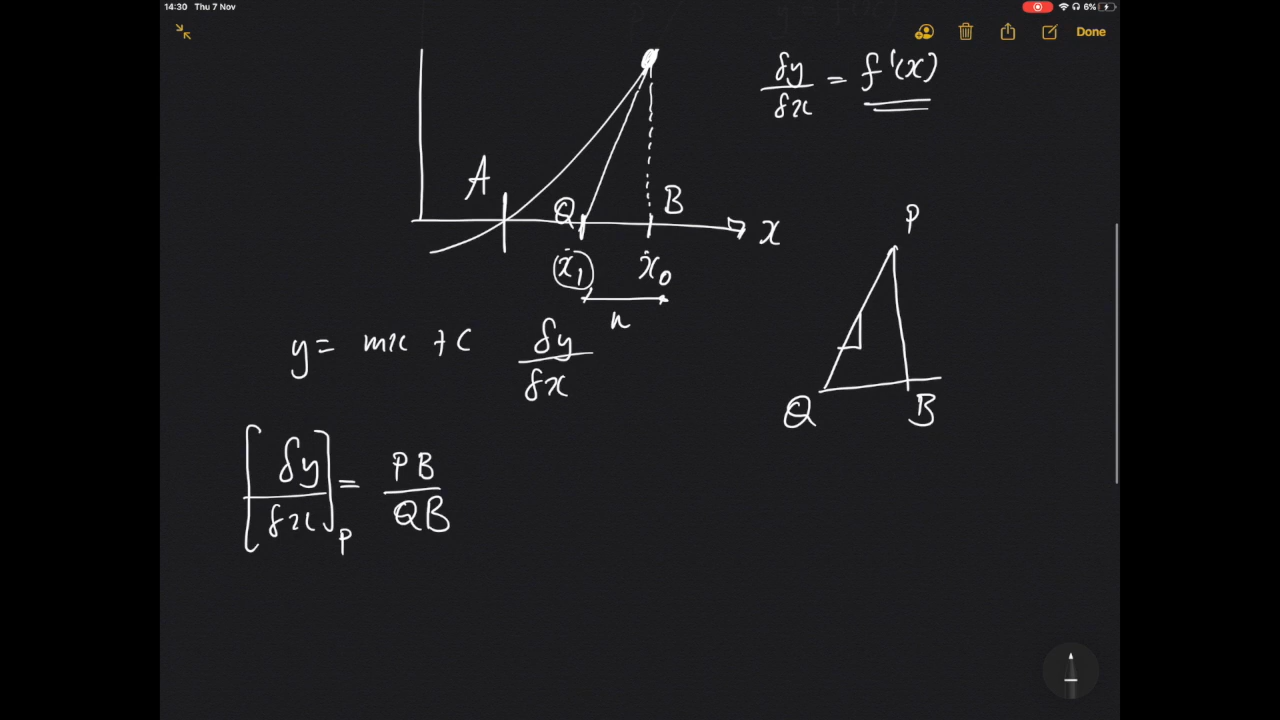 14:30 Thu 7 Nov
6%
Done
δy/δx = f'(x)
A
Q
B
x
x₁
x₀
h
P
y = mx + c
δy/δx
Q
B
[δy/δx]P = PB/QB